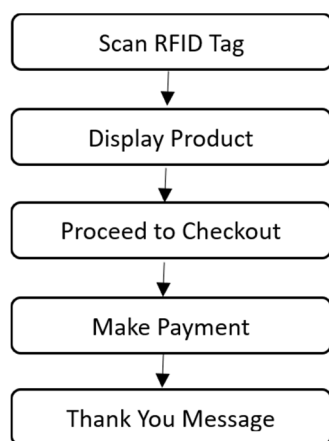 Scan RFID Tag
Display Product
Proceed to Checkout
Make Payment
Thank You Message